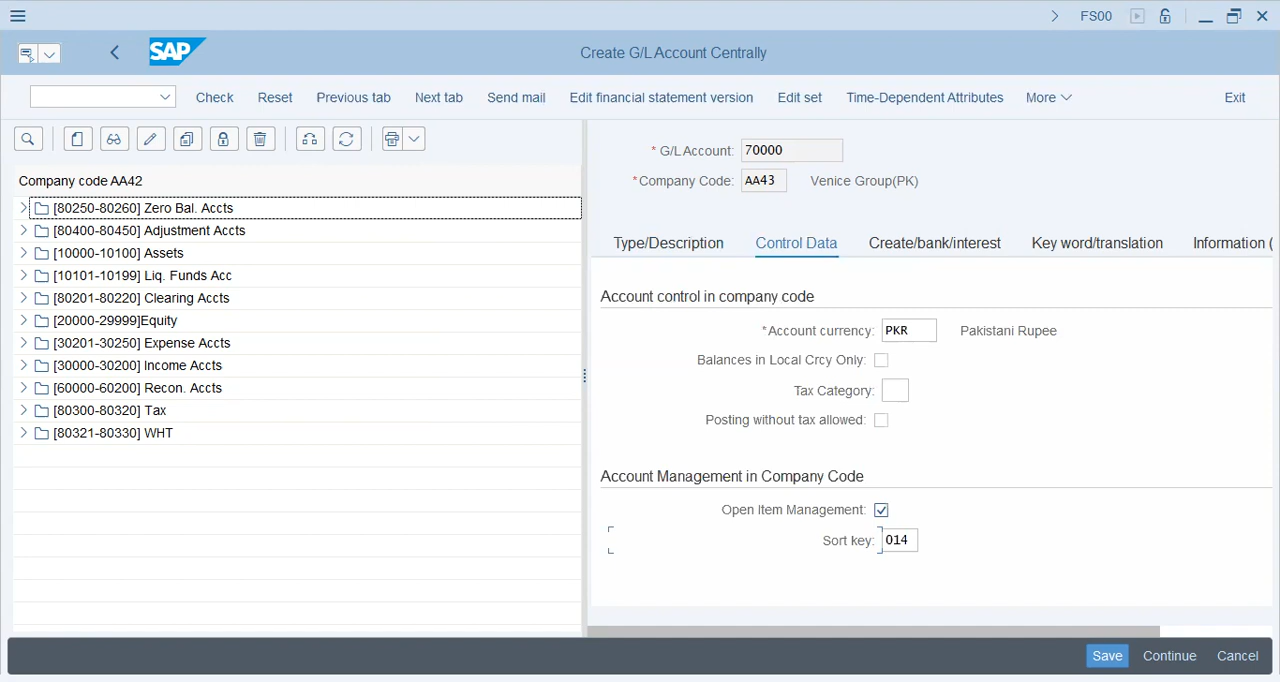 FS00
SAP
Create G/L Account Centrally
Check Reset Previous tab Next tab Send mail Edit financial statement version Edit set Time-Dependent Attributes More Exit
Company code AA42
[80250-80260] Zero Bal. Accts
[80400-80450] Adjustment Accts
[10000-10100] Assets
[10101-10199] Liq. Funds Acc
[80201-80220] Clearing Accts
[20000-29999]Equity
[30201-30250] Expense Accts
[30000-30200] Income Accts
[60000-60200] Recon. Accts
[80300-80320] Tax
[80321-80330] WHT
* G/L Account: 70000
*Company Code: AA43 Venice Group(PK)
Type/Description Control Data Create/bank/interest Key word/translation Information (
Account control in company code
*Account currency: PKR Pakistani Rupee
Balances in Local Crcy Only:
Tax Category:
Posting without tax allowed:
Account Management in Company Code
Open Item Management:
Sort key: 014
Save Continue Cancel